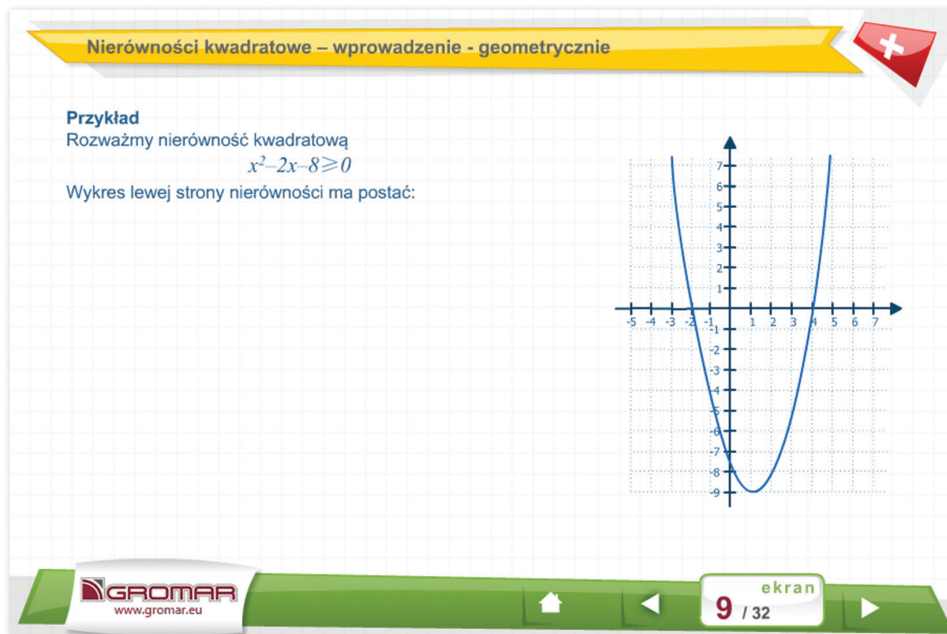 Nierówności kwadratowe – wprowadzenie - geometrycznie
Przykład
Rozważmy nierówność kwadratową
x²–2x–8⩾0
Wykres lewej strony nierówności ma postać:
7
6
5
4
3
2
1
-5 -4 -3 -2 -1 1 2 3 4 5 6 7
-1
-2
-3
-4
-5
-6
-7
-8
-9
GROMAR
www.gromar.eu
ekran
9 / 32